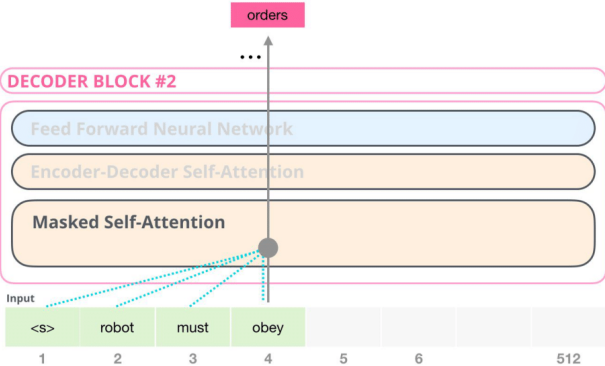 orders
...
DECODER BLOCK #2
Feed Forward Neural Network
Encoder-Decoder Self-Attention
Masked Self-Attention
Input
<s> robot must obey
1 2 3 4 5 6 512